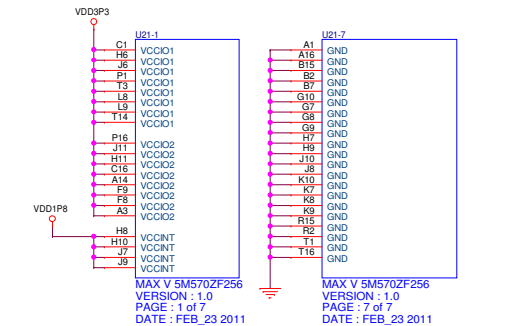 VDD3P3
U21-1
C1 VCCIO1
H6 VCCIO1
J6 VCCIO1
P1 VCCIO1
T3 VCCIO1
L8 VCCIO1
L9 VCCIO1
T14 VCCIO1
P16 VCCIO2
J11 VCCIO2
H11 VCCIO2
C16 VCCIO2
A14 VCCIO2
F9 VCCIO2
F8 VCCIO2
A3 VCCIO2
VDD1P8
H8 VCCINT
H10 VCCINT
J7 VCCINT
J9 VCCINT
MAX V 5M570ZF256
VERSION : 1.0
PAGE : 1 of 7
DATE : FEB_23 2011
U21-7
A1 GND
A16 GND
B15 GND
B2 GND
B7 GND
G10 GND
G7 GND
G8 GND
G9 GND
H7 GND
H9 GND
J10 GND
J8 GND
K10 GND
K7 GND
K8 GND
K9 GND
R15 GND
R2 GND
T1 GND
T16 GND
MAX V 5M570ZF256
VERSION : 1.0
PAGE : 7 of 7
DATE : FEB_23 2011